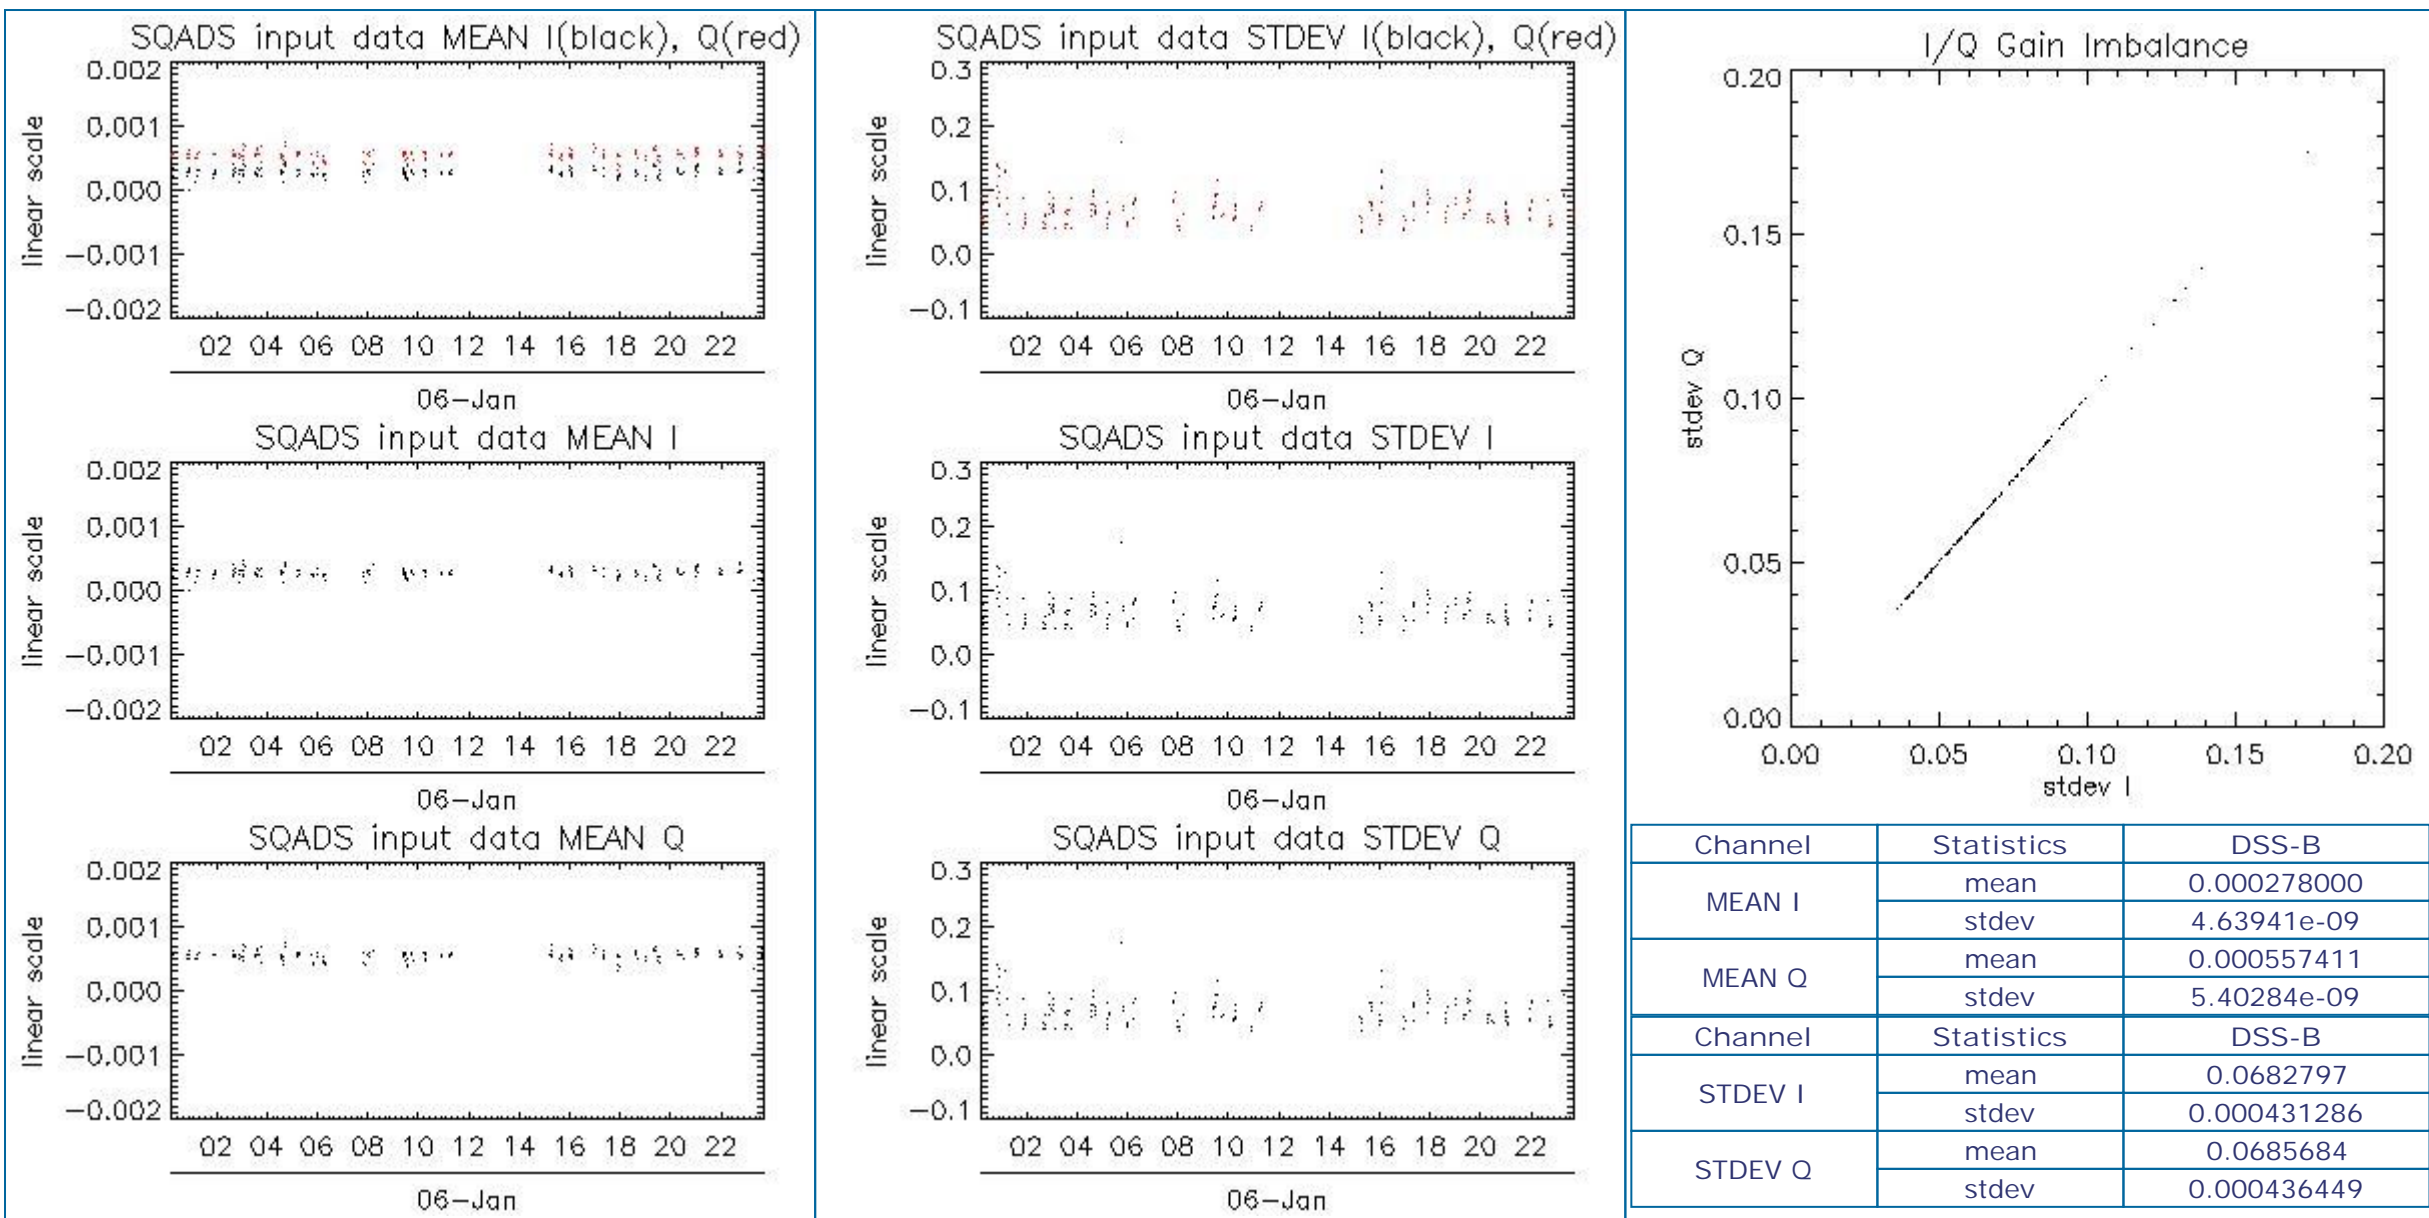 SQADS input data MEAN I(black), Q(red)
0.002
0.001
0.000
-0.001
-0.002
linear scale
02 04 06 08 10 12 14 16 18 20 22
06-Jan
SQADS input data MEAN I
0.002
0.001
0.000
-0.001
-0.002
linear scale
02 04 06 08 10 12 14 16 18 20 22
06-Jan
SQADS input data MEAN Q
0.002
0.001
0.000
-0.001
-0.002
linear scale
02 04 06 08 10 12 14 16 18 20 22
06-Jan
SQADS input data STDEV I(black), Q(red)
0.3
0.2
0.1
0.0
-0.1
linear scale
02 04 06 08 10 12 14 16 18 20 22
06-Jan
SQADS input data STDEV I
0.3
0.2
0.1
0.0
-0.1
linear scale
02 04 06 08 10 12 14 16 18 20 22
06-Jan
SQADS input data STDEV Q
0.3
0.2
0.1
0.0
-0.1
linear scale
02 04 06 08 10 12 14 16 18 20 22
06-Jan
I/Q Gain Imbalance
0.20
0.15
0.10
0.05
0.00
stdev Q
0.00 0.05 0.10 0.15 0.20
stdev I
Channel Statistics DSS-B
MEAN I mean 0.000278000
stdev 4.63941e-09
MEAN Q mean 0.000557411
stdev 5.40284e-09
Channel Statistics DSS-B
STDEV I mean 0.0682797
stdev 0.000431286
STDEV Q mean 0.0685684
stdev 0.000436449